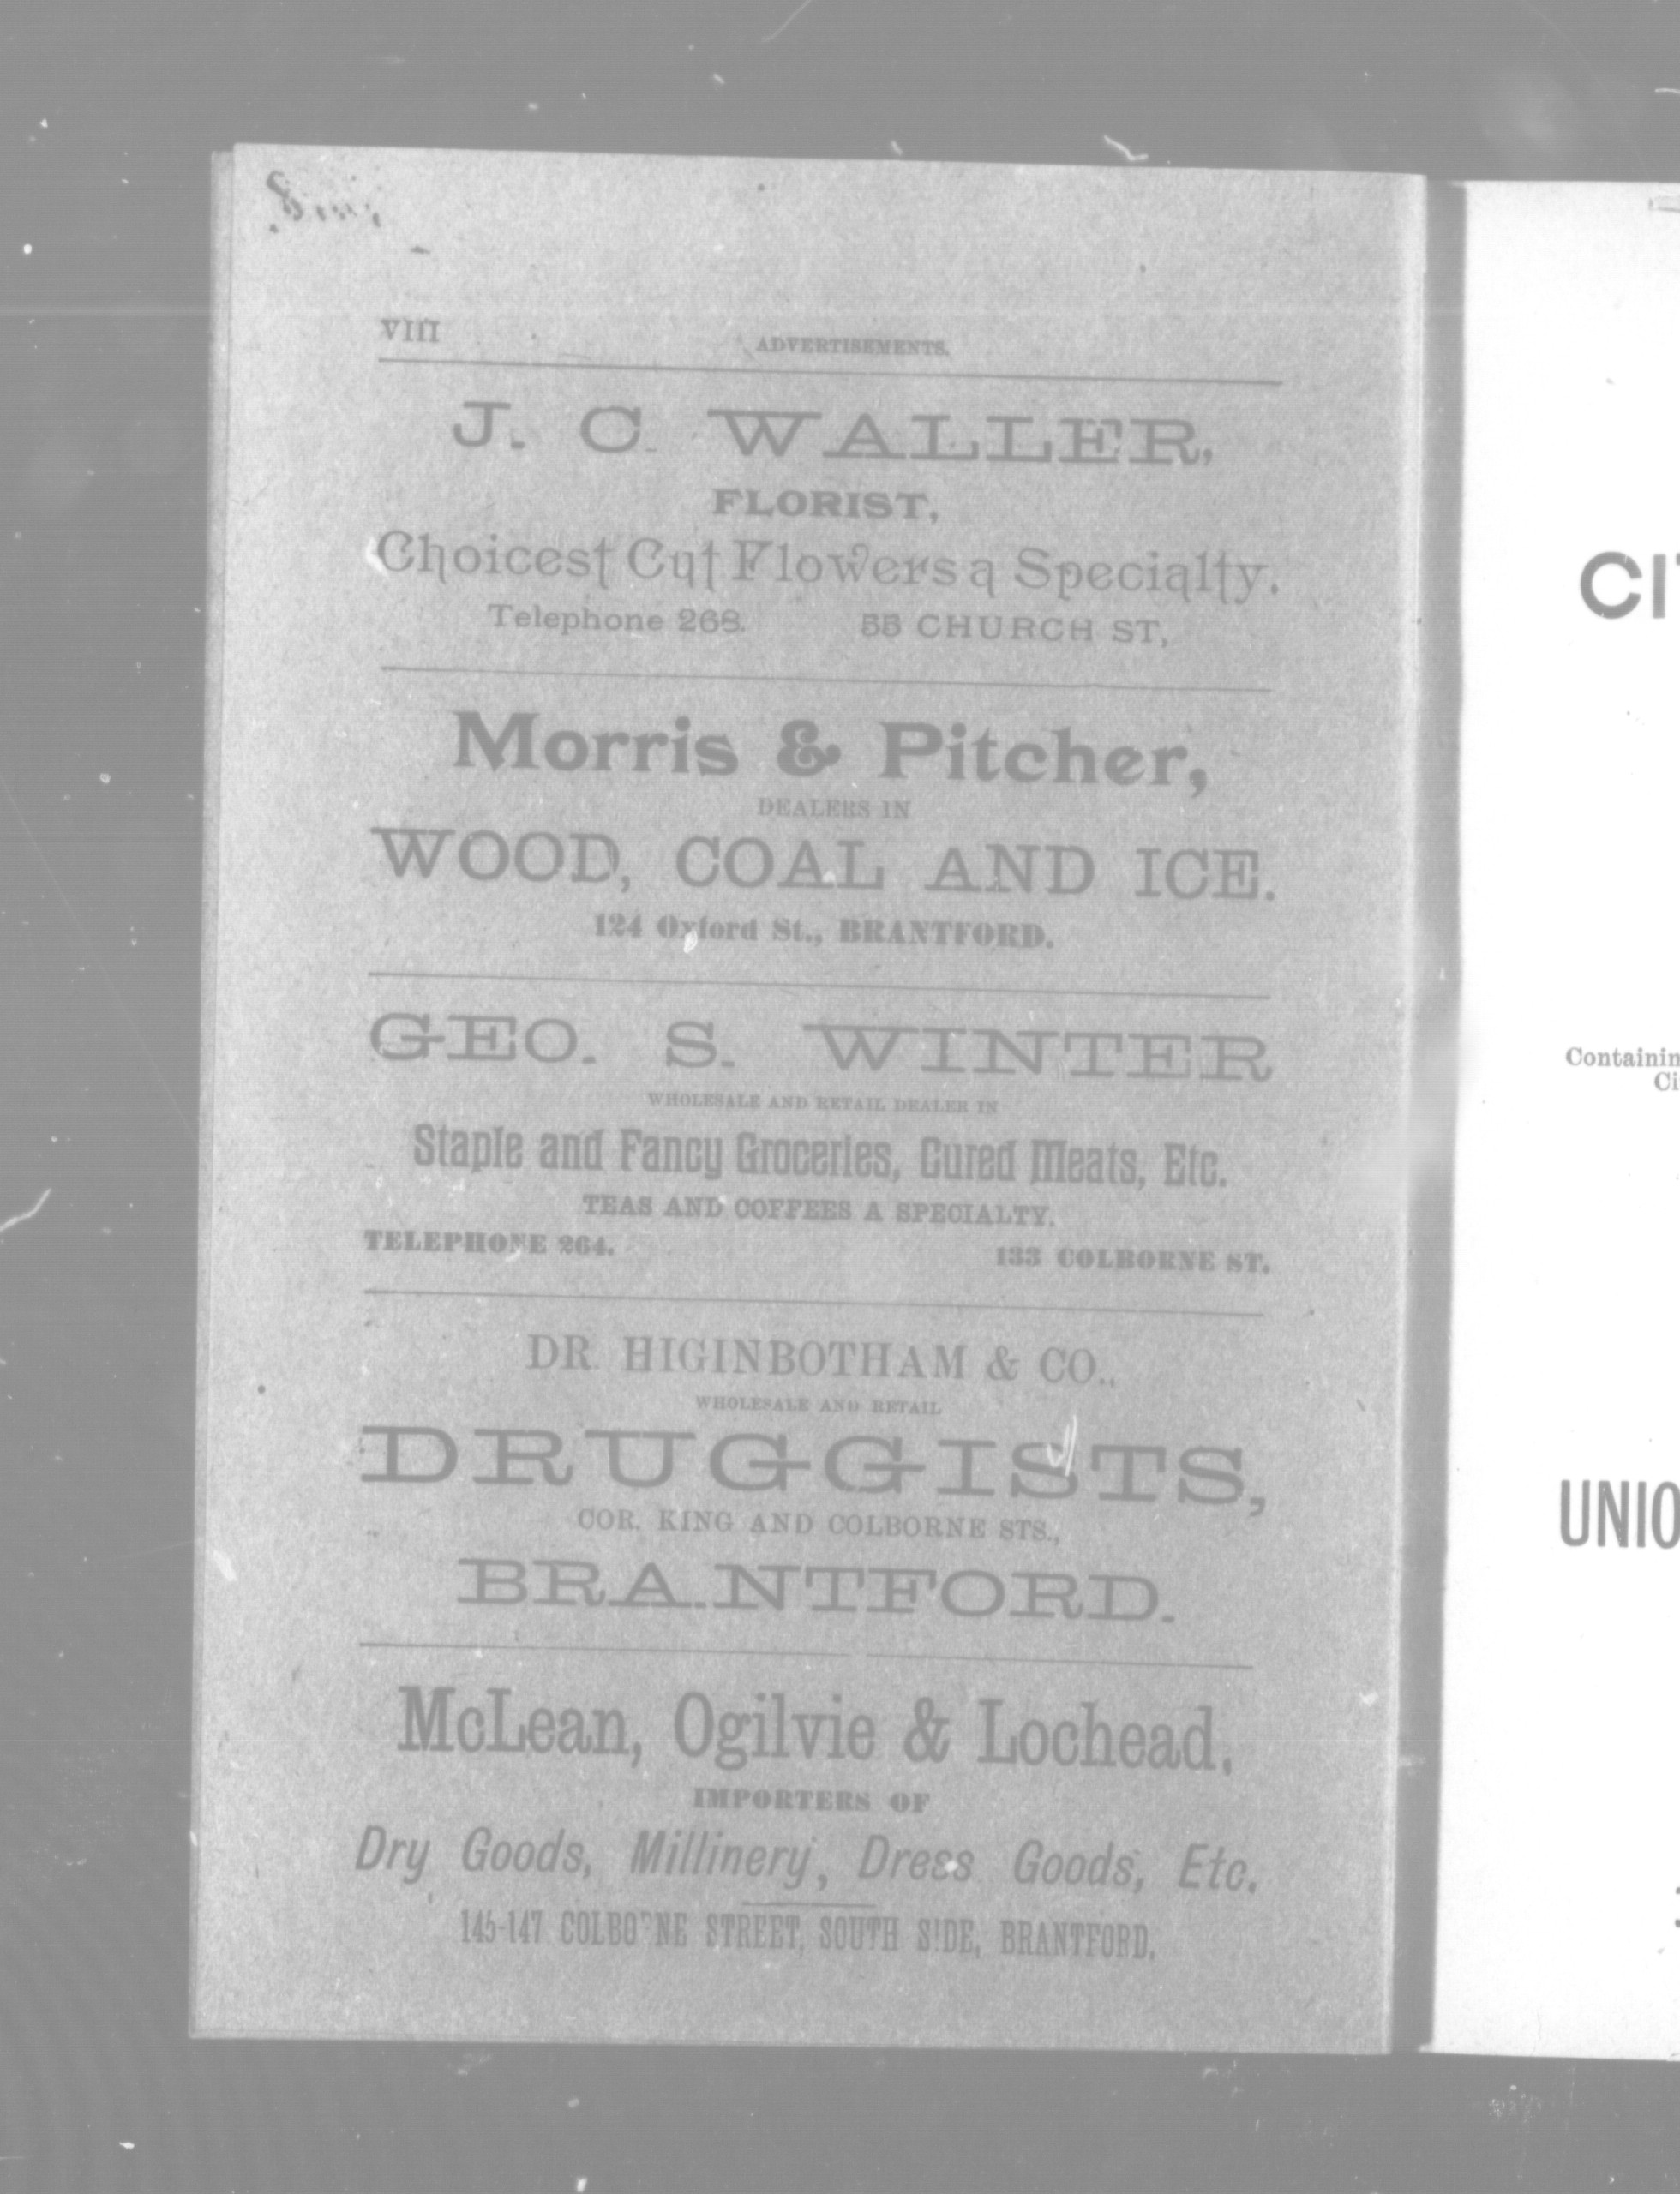 VIII
ADVERTISEMENTS.
J. C. WALLER,
FLORIST,
Choicest Cut Flowers a Specialty.
Telephone 268. 55 CHURCH ST,
Morris & Pitcher,
DEALERS IN
WOOD, COAL AND ICE.
124 Oxford St., BRANTFORD.
GEO. S. WINTER
WHOLESALE AND RETAIL DEALER IN
Staple and Fancy Groceries, Cured Meats, Etc.
TEAS AND COFFEES A SPECIALTY.
TELEPHONE 264. 133 COLBORNE ST.
DR. HIGINBOTHAM & CO.,
WHOLESALE AND RETAIL
DRUGGISTS,
COR. KING AND COLBORNE STS.,
BRANTFORD.
McLean, Ogilvie & Lochead,
IMPORTERS OF
Dry Goods, Millinery, Dress Goods, Etc.
145-147 COLBORNE STREET, SOUTH SIDE, BRANTFORD.
CI
Containin
Ci
UNIO